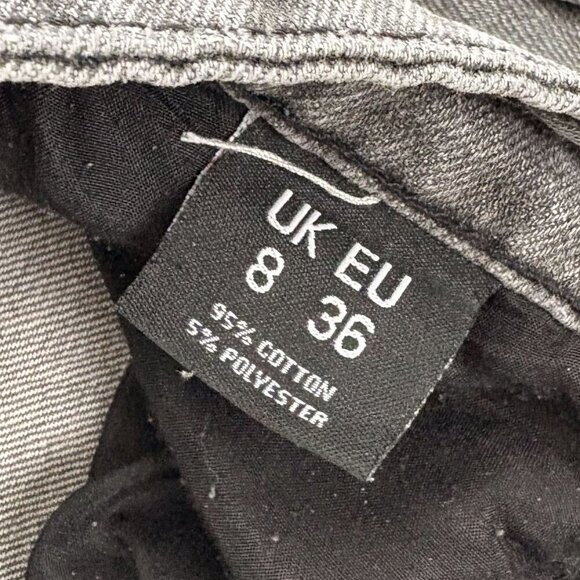 UK EU
8 36
95% COTTON
5% POLYESTER